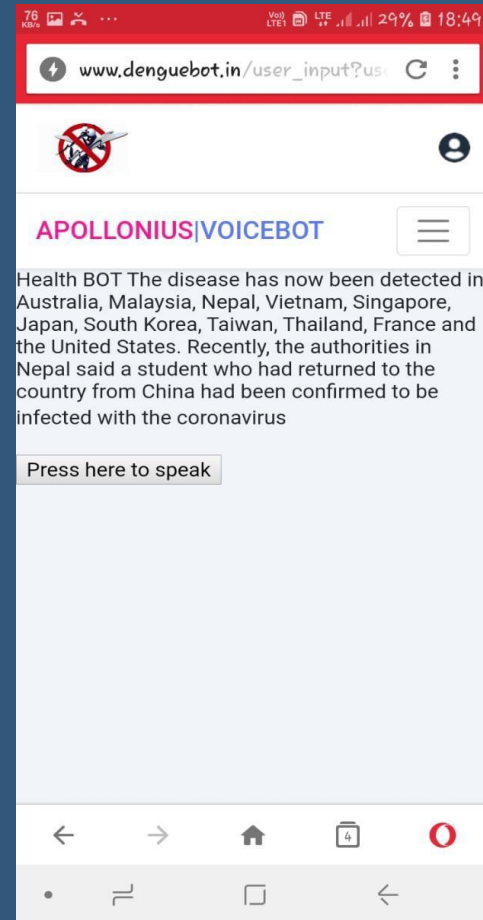 76
KB/s
Vo))
LTE1
LTE
29%
18:49
www.denguebot.in/user_input?us
APOLLONIUS|VOICEBOT
Health BOT The disease has now been detected in
Australia, Malaysia, Nepal, Vietnam, Singapore,
Japan, South Korea, Taiwan, Thailand, France and
the United States. Recently, the authorities in
Nepal said a student who had returned to the
country from China had been confirmed to be
infected with the coronavirus
Press here to speak
4